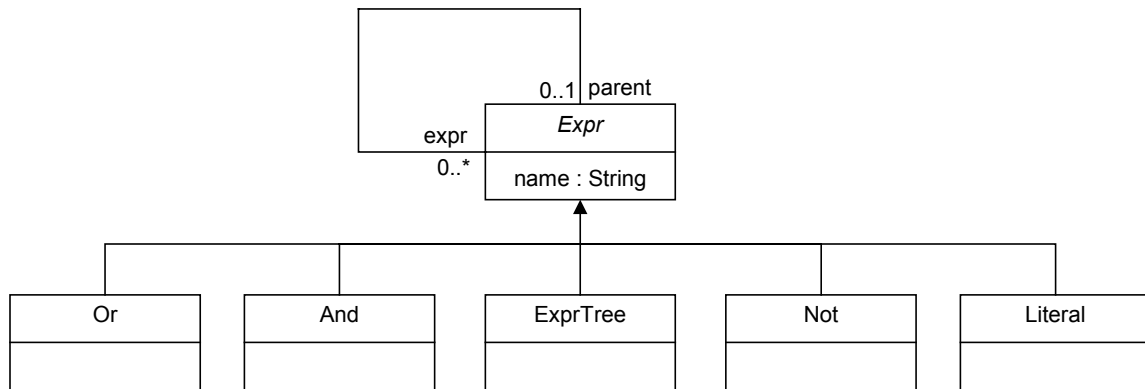 0..1 parent
Expr
expr
0..*
name : String
Or
And
ExprTree
Not
Literal